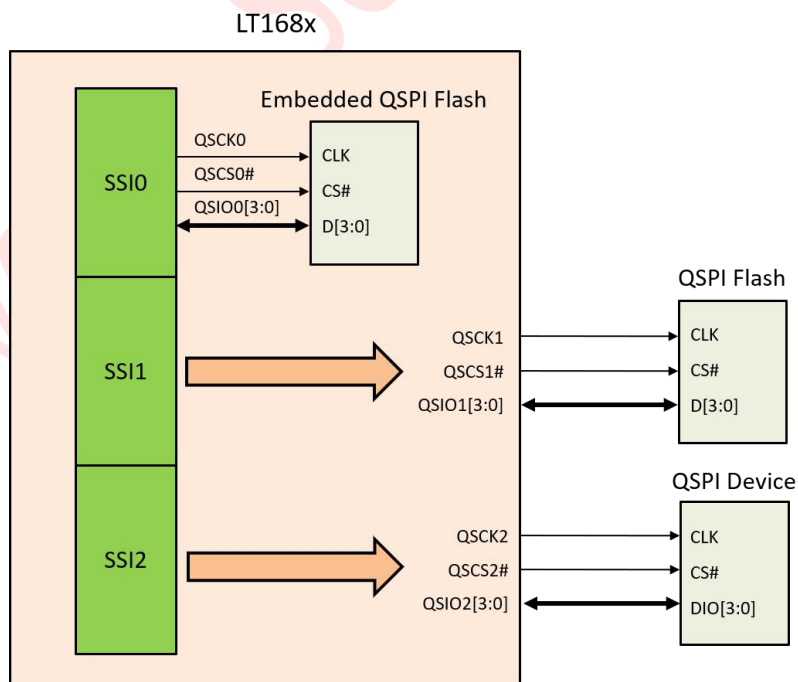 LT168x
Embedded QSPI Flash
SSI0
QSCK0
CLK
QSCS0#
CS#
QSIO0[3:0]
D[3:0]
QSPI Flash
SSI1
QSCK1
CLK
QSCS1#
CS#
QSIO1[3:0]
D[3:0]
QSPI Device
SSI2
QSCK2
CLK
QSCS2#
CS#
QSIO2[3:0]
DIO[3:0]